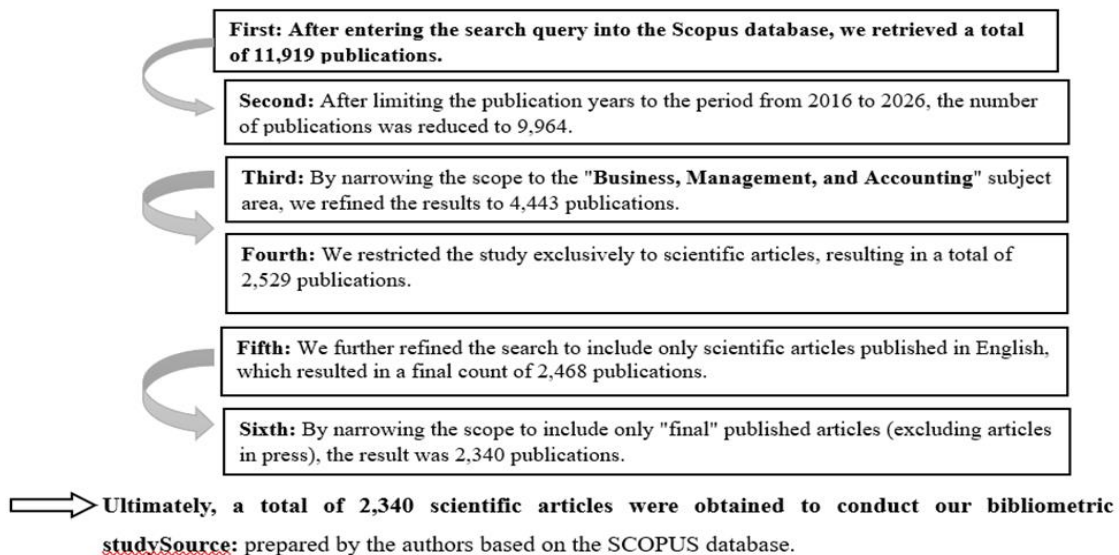 First: After entering the search query into the Scopus database, we retrieved a total
of 11,919 publications.
Second: After limiting the publication years to the period from 2016 to 2026, the number
of publications was reduced to 9,964.
Third: By narrowing the scope to the "Business, Management, and Accounting" subject
area, we refined the results to 4,443 publications.
Fourth: We restricted the study exclusively to scientific articles, resulting in a total of
2,529 publications.
Fifth: We further refined the search to include only scientific articles published in English,
which resulted in a final count of 2,468 publications.
Sixth: By narrowing the scope to include only "final" published articles (excluding articles
in press), the result was 2,340 publications.
Ultimately, a total of 2,340 scientific articles were obtained to conduct our bibliometric
studySource: prepared by the authors based on the SCOPUS database.